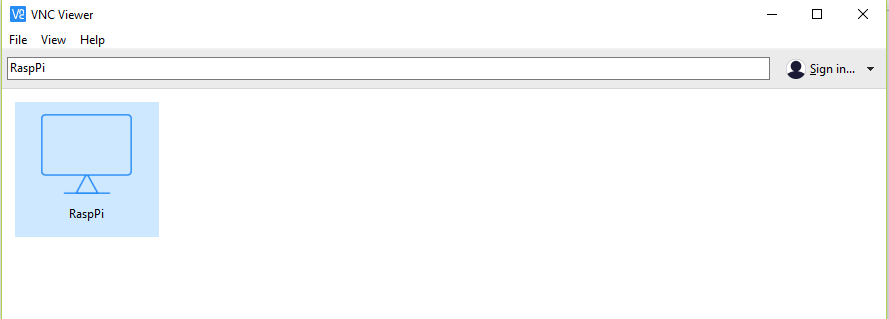 VNC Viewer
File View Help
RaspPi
Sign in...
RaspPi